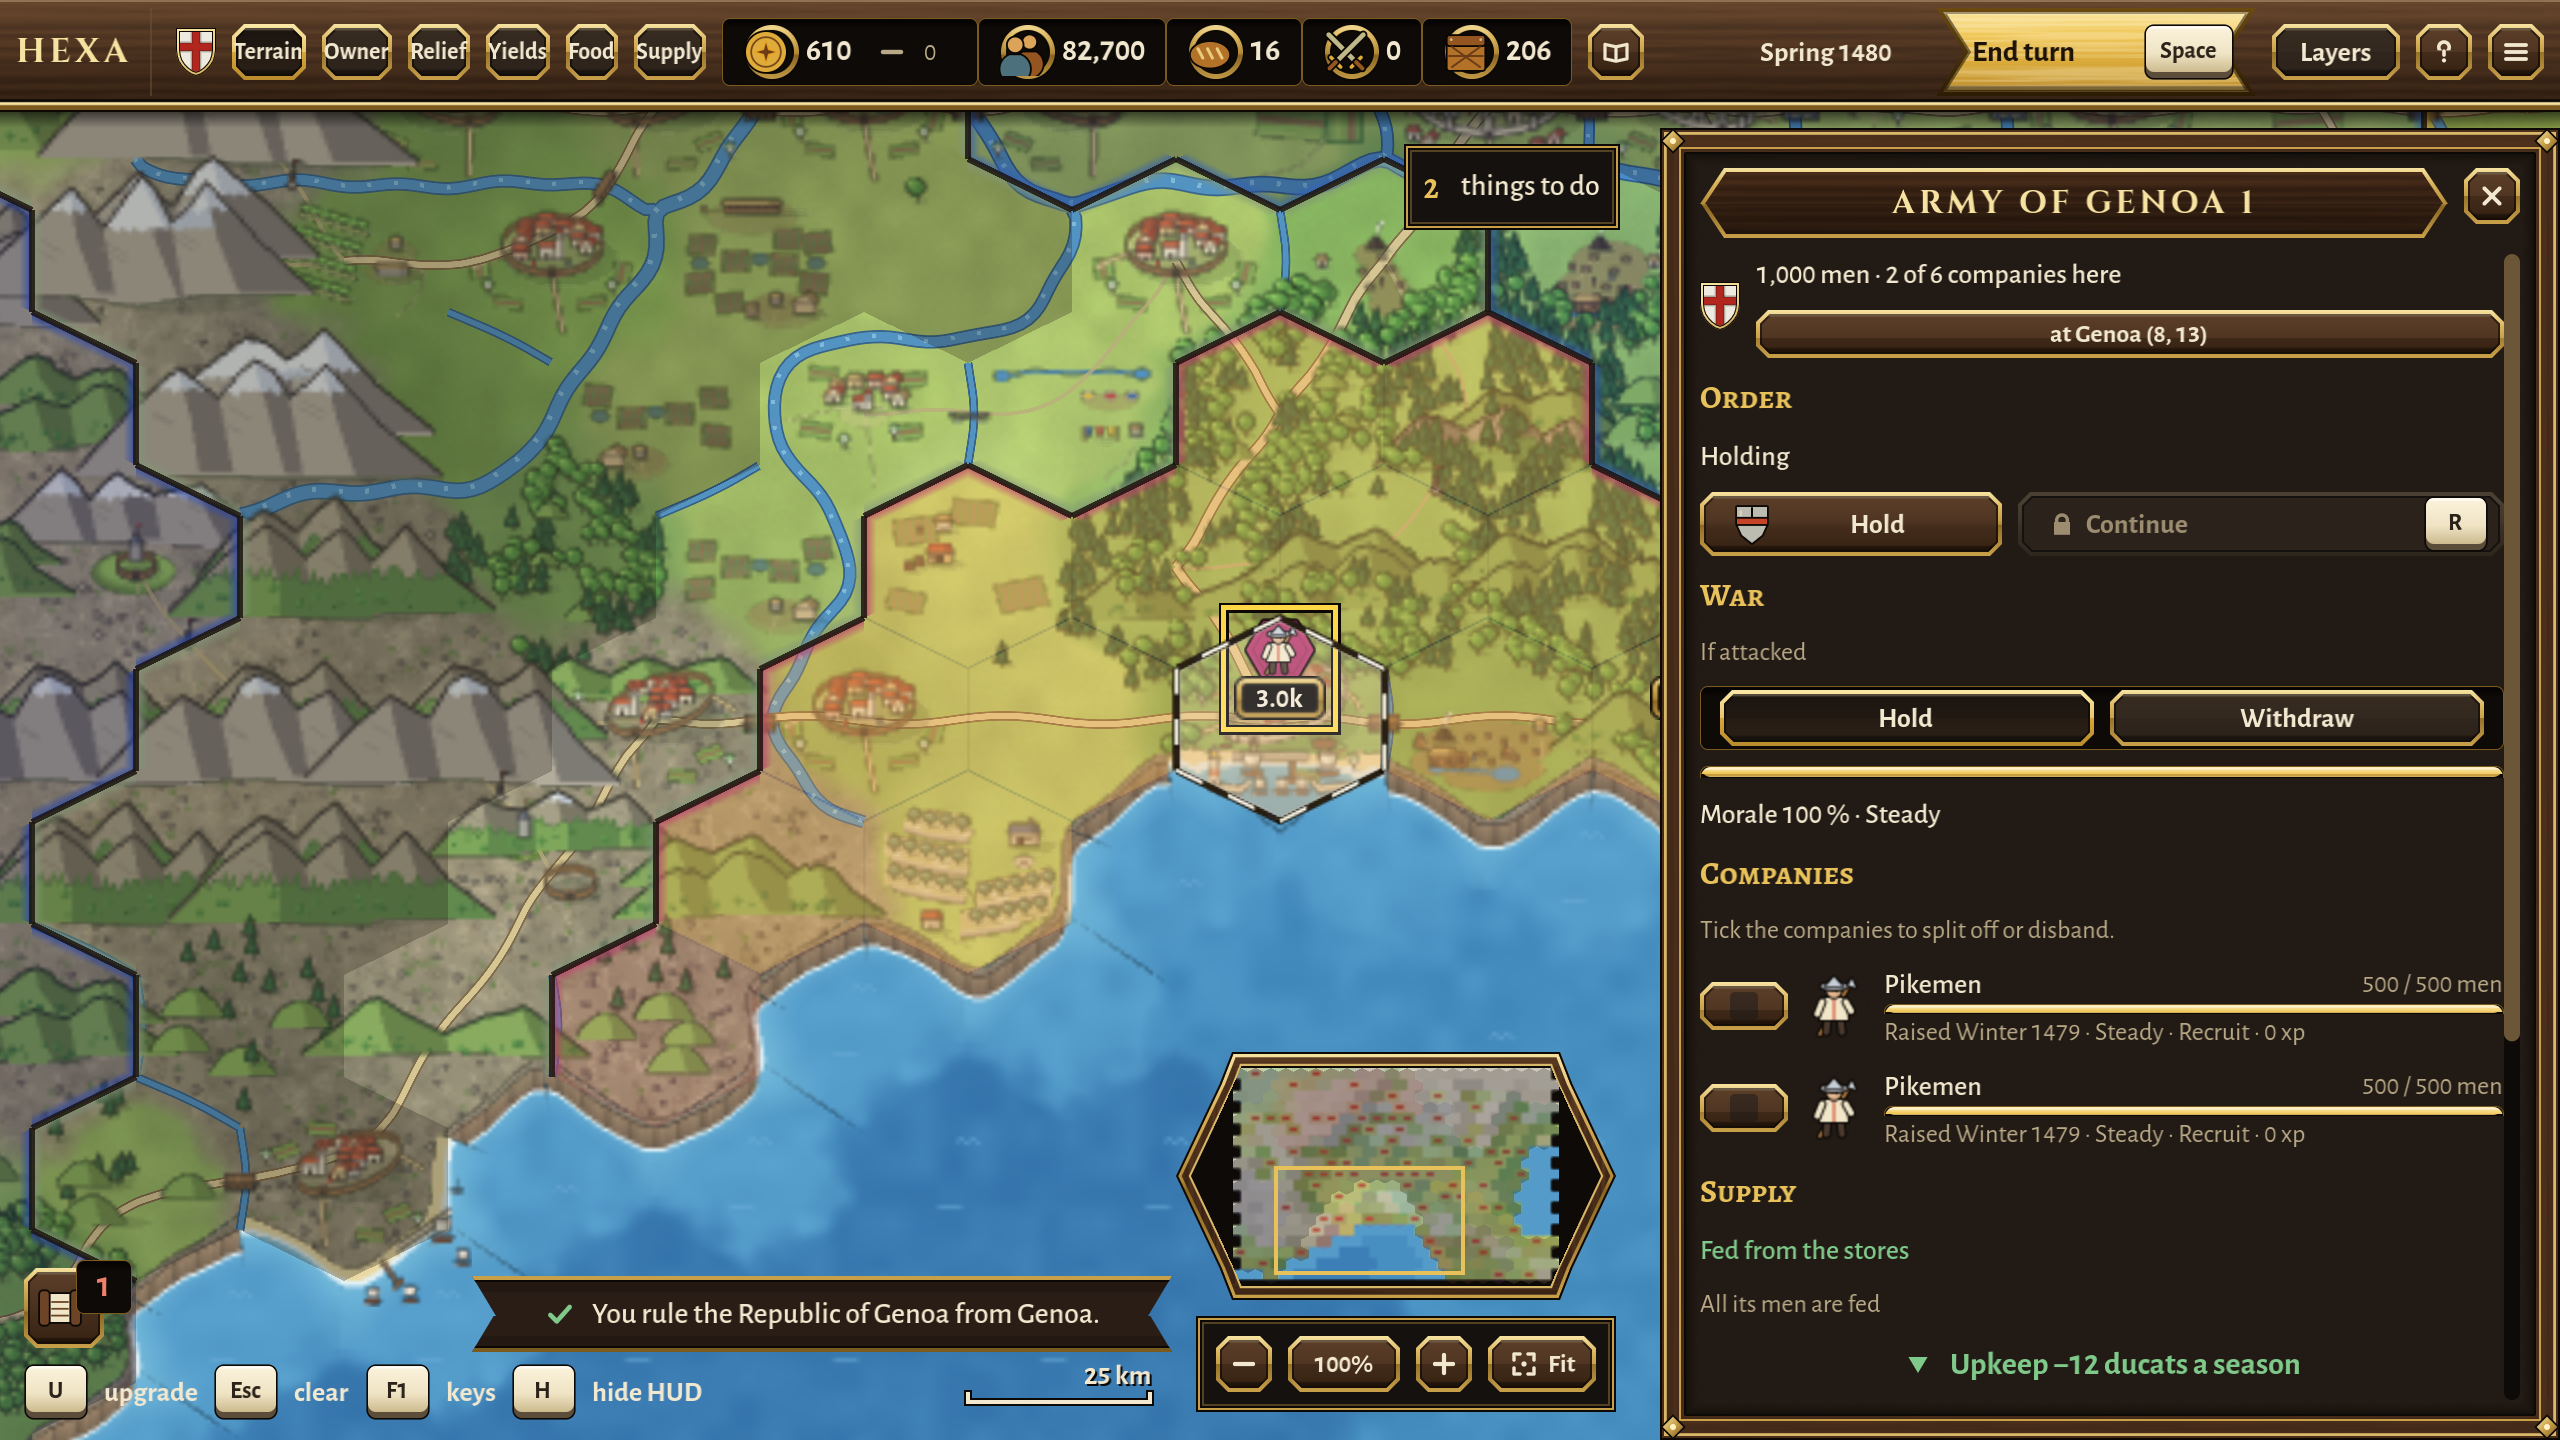 HEXA
Terrain
Owner
Relief
Yields
Food
Supply
610 – 0
82,700
16
0
206
Spring 1480
End turn
Space
Layers
?
2 things to do
ARMY OF GENOA 1
1,000 men · 2 of 6 companies here
at Genoa (8, 13)
ORDER
Holding
Hold
Continue
R
WAR
If attacked
Hold
Withdraw
Morale 100 % · Steady
COMPANIES
Tick the companies to split off or disband.
Pikemen
500 / 500 men
Raised Winter 1479 · Steady · Recruit · 0 xp
Pikemen
500 / 500 men
Raised Winter 1479 · Steady · Recruit · 0 xp
SUPPLY
Fed from the stores
All its men are fed
Upkeep –12 ducats a season
3.0k
1
You rule the Republic of Genoa from Genoa.
U upgrade
Esc clear
F1 keys
H hide HUD
25 km
100%
Fit